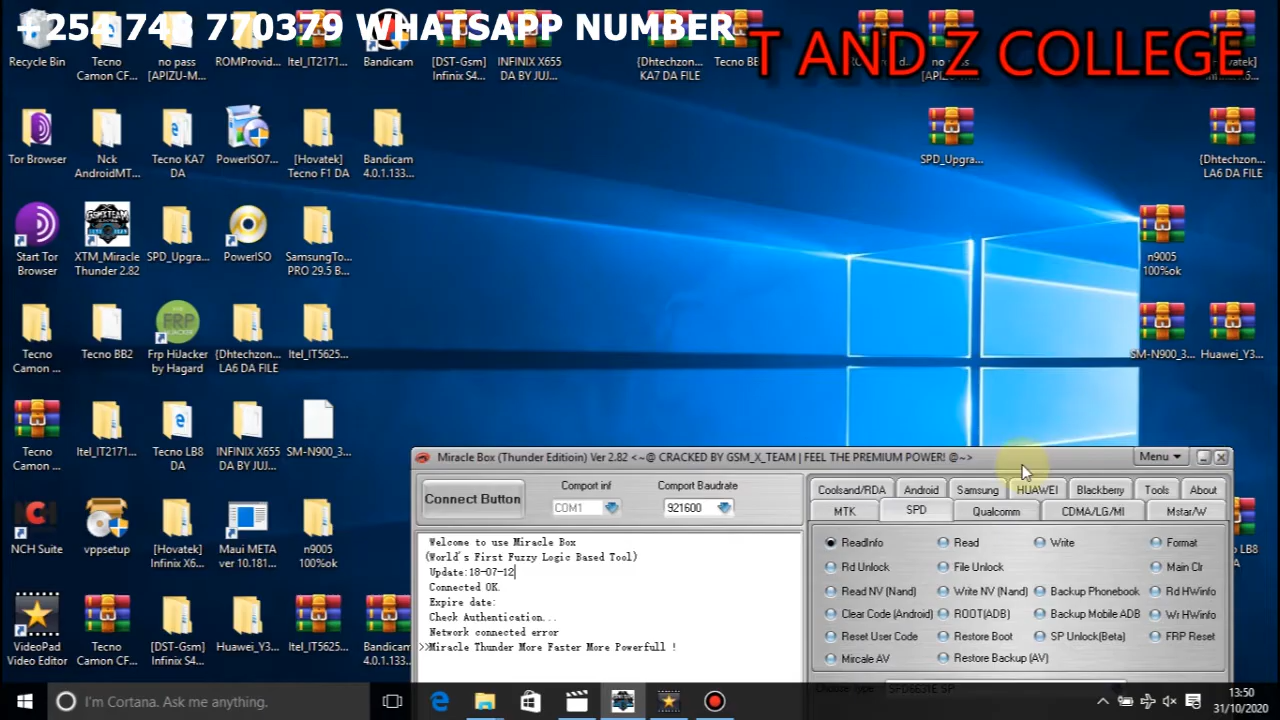 +254 748 770379 WHATSAPP NUMBER
T AND Z COLLEGE
Recycle Bin
Tecno Camon CF...
no pass [APIZU-M...
ROMProvid...
Itel_IT2171...
Bandicam
[DST-Gsm] Infinix S4...
INFINIX X655 DA BY JUJ...
{Dhtechzon... KA7 DA FILE
Tor Browser
Nck AndroidMT...
Tecno KA7 DA
PowerISO7...
[Hovatek] Tecno F1 DA
Bandicam 4.0.1.133...
SPD_Upgra...
{Dhtechzon... LA6 DA FILE
Start Tor Browser
XTM_Miracle Thunder 2.82
SPD_Upgra...
PowerISO
SamsungTo... PRO 29.5 B...
n9005 100%ok
Tecno Camon ...
Tecno BB2
Frp HiJacker by Hagard
{Dhtechzon... LA6 DA FILE
Itel_IT5625...
SM-N900_3...
Huawei_Y3...
Tecno Camon ...
Itel_IT2171...
Tecno LB8 DA
INFINIX X655 DA BY JUJ...
SM-N900_3...
NCH Suite
vppsetup
[Hovatek] Infinix X6...
Maui META ver 10.181...
n9005 100%ok
VideoPad Video Editor
Tecno Camon ...
[DST-Gsm] Infinix S4...
Huawei_Y3...
Itel_IT5625...
Bandicam 4.0.1.133...
Miracle Box (Thunder Editioin) Ver 2.82 <~@ CRACKED BY GSM_X_TEAM | FEEL THE PREMIUM POWER! @~>
Menu
Connect Button
Comport inf
COM1
Comport Baudrate
921600
Coolsand/RDA Android Samsung HUAWEI Blackberry Tools About
MTK SPD Qualcomm CDMA/LG/MI Mstar/W
Welcome to use Miracle Box
(World's First Fuzzy Logic Based Tool)
Update:18-07-12
Connected OK.
Expire date:
Check Authentication...
Network connected error
>>Miracle Thunder More Faster More Powerfull !
ReadInfo Read Write Format
Rd Unlock File Unlock Main Clr
Read NV (Nand) Write NV (Nand) Backup Phonebook Rd HWinfo
Clear Code (Android) ROOT(ADB) Backup Mobile ADB Wr HWinfo
Reset User Code Restore Boot SP Unlock(Beta) FRP Reset
Mircale AV Restore Backup (AV)
I'm Cortana. Ask me anything.
13:50
31/10/2020